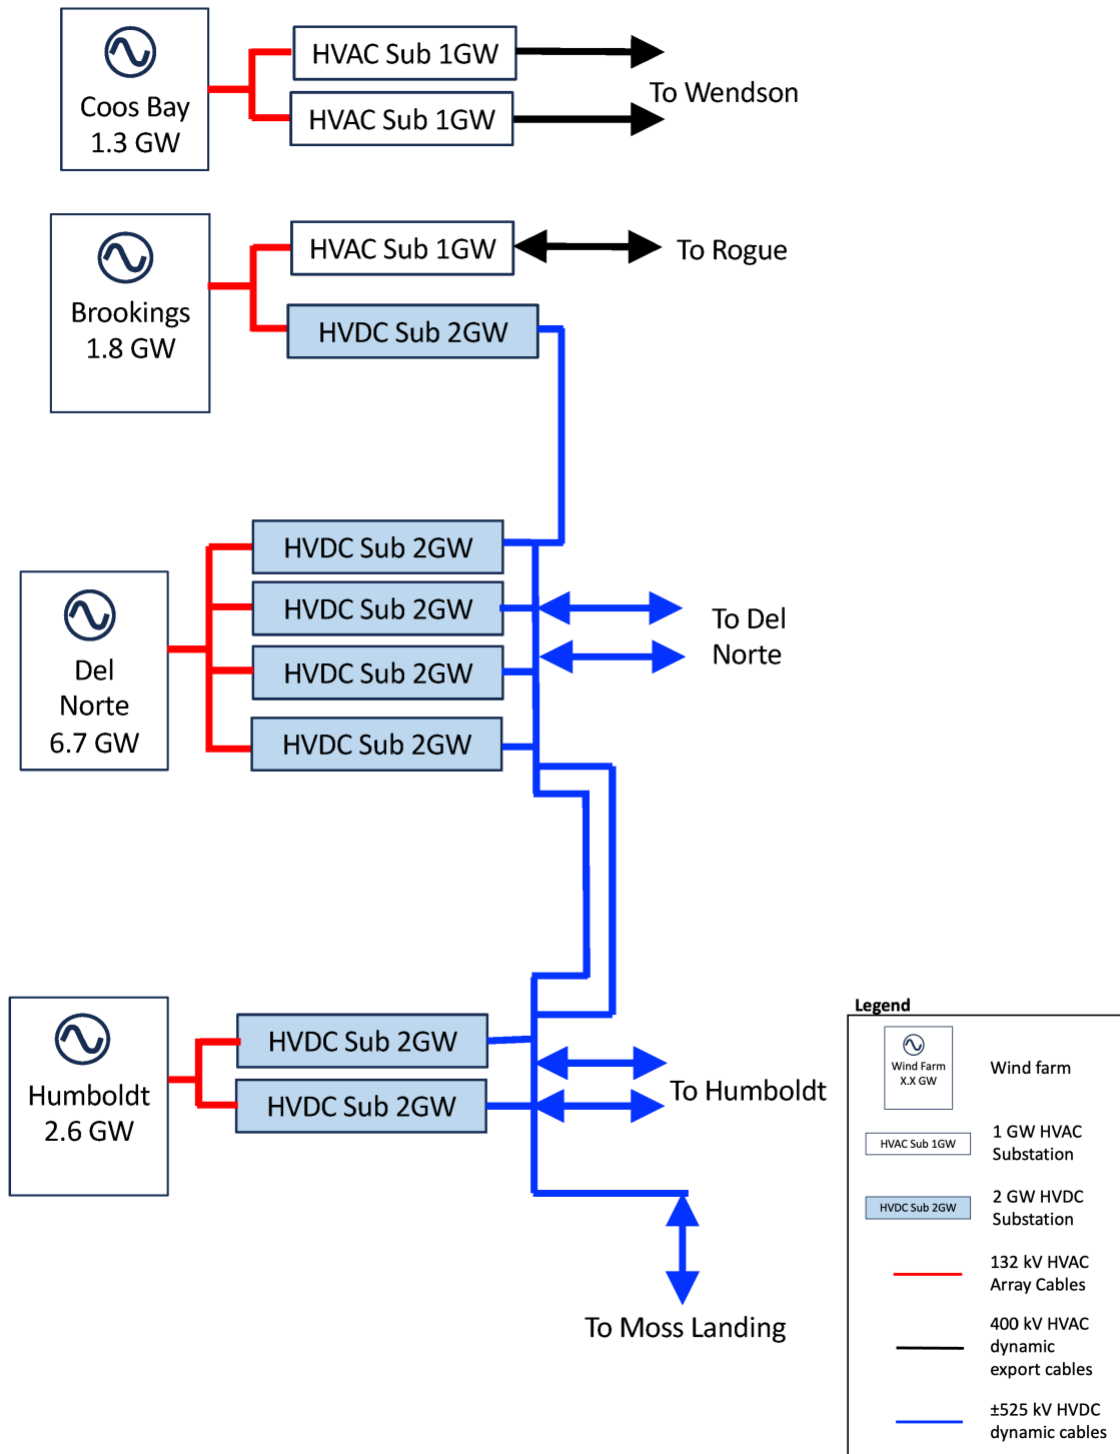 Coos Bay
1.3 GW
HVAC Sub 1GW
HVAC Sub 1GW
To Wendson
Brookings
1.8 GW
HVAC Sub 1GW
HVDC Sub 2GW
To Rogue
Del
Norte
6.7 GW
HVDC Sub 2GW
HVDC Sub 2GW
HVDC Sub 2GW
HVDC Sub 2GW
To Del
Norte
Humboldt
2.6 GW
HVDC Sub 2GW
HVDC Sub 2GW
To Humboldt
To Moss Landing
Legend
Wind Farm
X.X GW
Wind farm
HVAC Sub 1GW
1 GW HVAC
Substation
HVDC Sub 2GW
2 GW HVDC
Substation
132 kV HVAC
Array Cables
400 kV HVAC
dynamic
export cables
±525 kV HVDC
dynamic cables